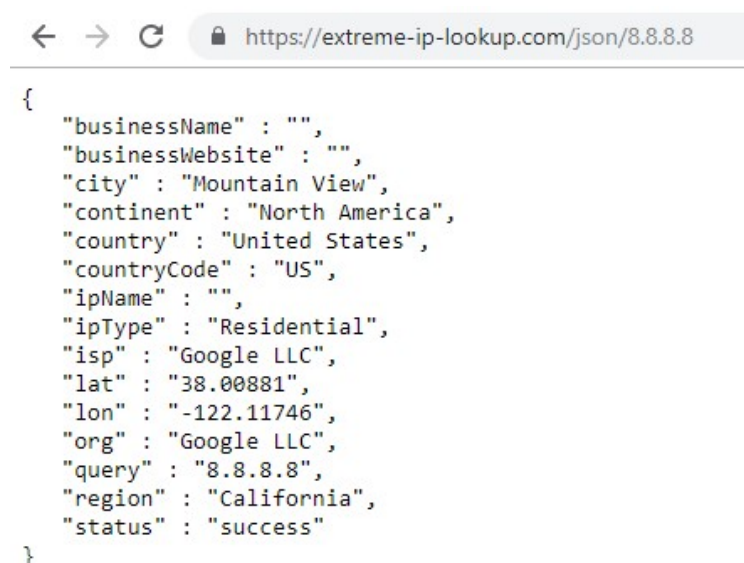 https://extreme-ip-lookup.com/json/8.8.8.8
{
"businessName" : "",
"businessWebsite" : "",
"city" : "Mountain View",
"continent" : "North America",
"country" : "United States",
"countryCode" : "US",
"ipName" : "",
"ipType" : "Residential",
"isp" : "Google LLC",
"lat" : "38.00881",
"lon" : "-122.11746",
"org" : "Google LLC",
"query" : "8.8.8.8",
"region" : "California",
"status" : "success"
}